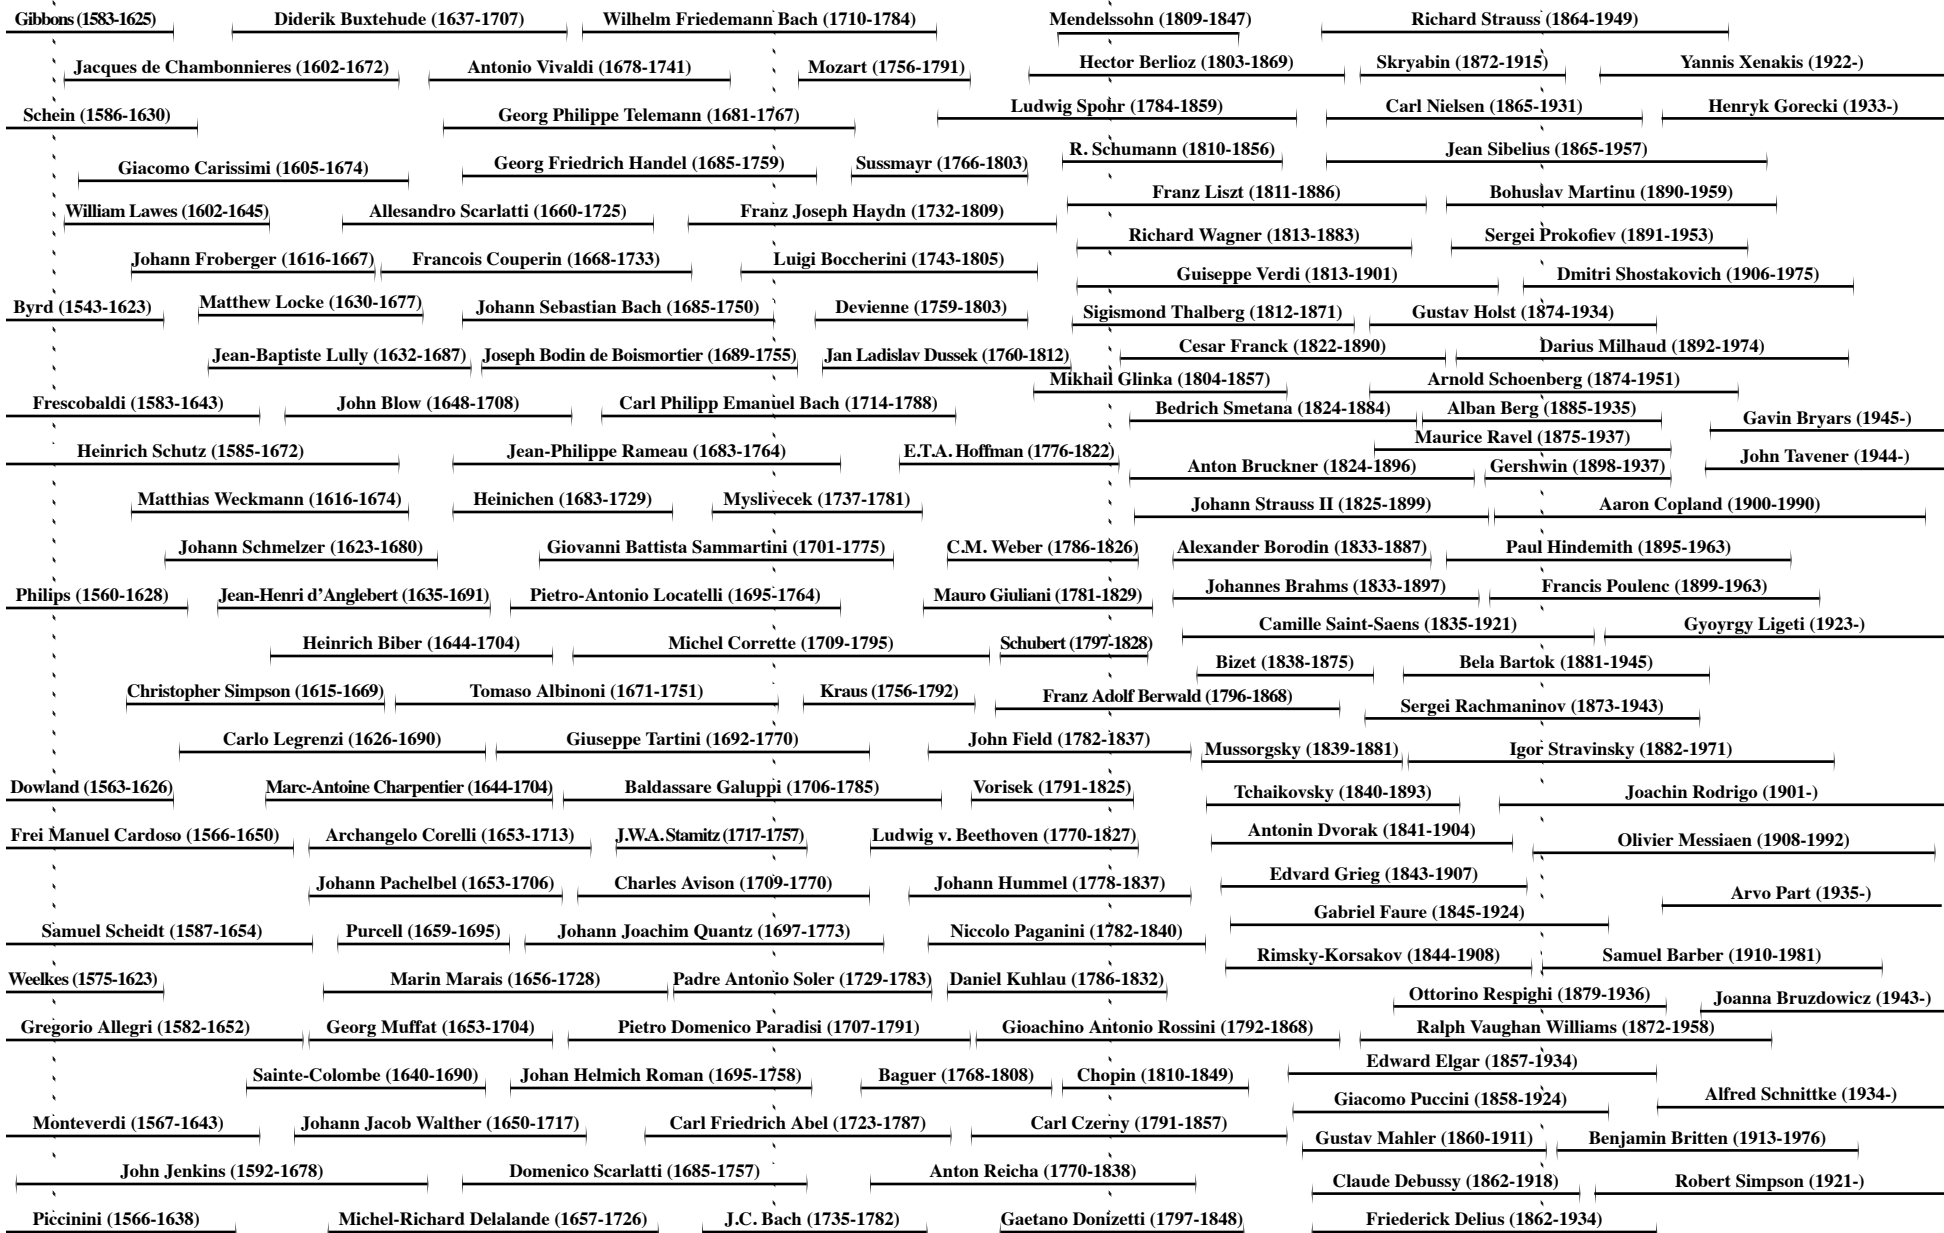 Gibbons (1583-1625) Diderik Buxtehude (1637-1707) Wilhelm Friedemann Bach (1710-1784) Mendelssohn (1809-1847) Richard Strauss (1864-1949)
Jacques de Chambonnieres (1602-1672) Antonio Vivaldi (1678-1741) Mozart (1756-1791) Hector Berlioz (1803-1869) Skryabin (1872-1915) Yannis Xenakis (1922-)
Schein (1586-1630) Georg Philippe Telemann (1681-1767) Ludwig Spohr (1784-1859) Carl Nielsen (1865-1931) Henryk Gorecki (1933-)
Giacomo Carissimi (1605-1674) Georg Friedrich Handel (1685-1759) Sussmayr (1766-1803) R. Schumann (1810-1856) Jean Sibelius (1865-1957)
Franz Liszt (1811-1886) Bohuslav Martinu (1890-1959)
William Lawes (1602-1645) Allesandro Scarlatti (1660-1725) Franz Joseph Haydn (1732-1809)
Richard Wagner (1813-1883) Sergei Prokofiev (1891-1953)
Johann Froberger (1616-1667) Francois Couperin (1668-1733) Luigi Boccherini (1743-1805)
Guiseppe Verdi (1813-1901) Dmitri Shostakovich (1906-1975)
Byrd (1543-1623) Matthew Locke (1630-1677) Johann Sebastian Bach (1685-1750) Devienne (1759-1803) Sigismond Thalberg (1812-1871) Gustav Holst (1874-1934)
Jean-Baptiste Lully (1632-1687) Joseph Bodin de Boismortier (1689-1755) Jan Ladislav Dussek (1760-1812) Cesar Franck (1822-1890) Darius Milhaud (1892-1974)
Mikhail Glinka (1804-1857) Arnold Schoenberg (1874-1951)
Frescobaldi (1583-1643) John Blow (1648-1708) Carl Philipp Emanuel Bach (1714-1788) Bedrich Smetana (1824-1884) Alban Berg (1885-1935) Gavin Bryars (1945-)
Maurice Ravel (1875-1937)
Heinrich Schutz (1585-1672) Jean-Philippe Rameau (1683-1764) E.T.A. Hoffman (1776-1822) John Tavener (1944-)
Anton Bruckner (1824-1896) Gershwin (1898-1937)
Matthias Weckmann (1616-1674) Heinichen (1683-1729) Myslivecek (1737-1781) Johann Strauss II (1825-1899) Aaron Copland (1900-1990)
Johann Schmelzer (1623-1680) Giovanni Battista Sammartini (1701-1775) C.M. Weber (1786-1826) Alexander Borodin (1833-1887) Paul Hindemith (1895-1963)
Philips (1560-1628) Jean-Henri d'Anglebert (1635-1691) Pietro-Antonio Locatelli (1695-1764) Mauro Giuliani (1781-1829) Johannes Brahms (1833-1897) Francis Poulenc (1899-1963)
Camille Saint-Saens (1835-1921) Gyoyrgy Ligeti (1923-)
Heinrich Biber (1644-1704) Michel Corrette (1709-1795) Schubert (1797-1828)
Bizet (1838-1875) Bela Bartok (1881-1945)
Christopher Simpson (1615-1669) Tomaso Albinoni (1671-1751) Kraus (1756-1792) Franz Adolf Berwald (1796-1868) Sergei Rachmaninov (1873-1943)
Carlo Legrenzi (1626-1690) Giuseppe Tartini (1692-1770) John Field (1782-1837) Mussorgsky (1839-1881) Igor Stravinsky (1882-1971)
Dowland (1563-1626) Marc-Antoine Charpentier (1644-1704) Baldassare Galuppi (1706-1785) Vorisek (1791-1825) Tchaikovsky (1840-1893) Joachin Rodrigo (1901-)
Frei Manuel Cardoso (1566-1650) Archangelo Corelli (1653-1713) J.W.A. Stamitz (1717-1757) Ludwig v. Beethoven (1770-1827) Antonin Dvorak (1841-1904) Olivier Messiaen (1908-1992)
Johann Pachelbel (1653-1706) Charles Avison (1709-1770) Johann Hummel (1778-1837) Edvard Grieg (1843-1907) Arvo Part (1935-)
Gabriel Faure (1845-1924)
Samuel Scheidt (1587-1654) Purcell (1659-1695) Johann Joachim Quantz (1697-1773) Niccolo Paganini (1782-1840)
Rimsky-Korsakov (1844-1908) Samuel Barber (1910-1981)
Weelkes (1575-1623) Marin Marais (1656-1728) Padre Antonio Soler (1729-1783) Daniel Kuhlau (1786-1832) Ottorino Respighi (1879-1936) Joanna Bruzdowicz (1943-)
Gregorio Allegri (1582-1652) Georg Muffat (1653-1704) Pietro Domenico Paradisi (1707-1791) Gioachino Antonio Rossini (1792-1868) Ralph Vaughan Williams (1872-1958)
Edward Elgar (1857-1934)
Sainte-Colombe (1640-1690) Johan Helmich Roman (1695-1758) Baguer (1768-1808) Chopin (1810-1849)
Giacomo Puccini (1858-1924) Alfred Schnittke (1934-)
Monteverdi (1567-1643) Johann Jacob Walther (1650-1717) Carl Friedrich Abel (1723-1787) Carl Czerny (1791-1857)
Gustav Mahler (1860-1911) Benjamin Britten (1913-1976)
John Jenkins (1592-1678) Domenico Scarlatti (1685-1757) Anton Reicha (1770-1838) Claude Debussy (1862-1918) Robert Simpson (1921-)
Piccinini (1566-1638) Michel-Richard Delalande (1657-1726) J.C. Bach (1735-1782) Gaetano Donizetti (1797-1848) Friederick Delius (1862-1934)